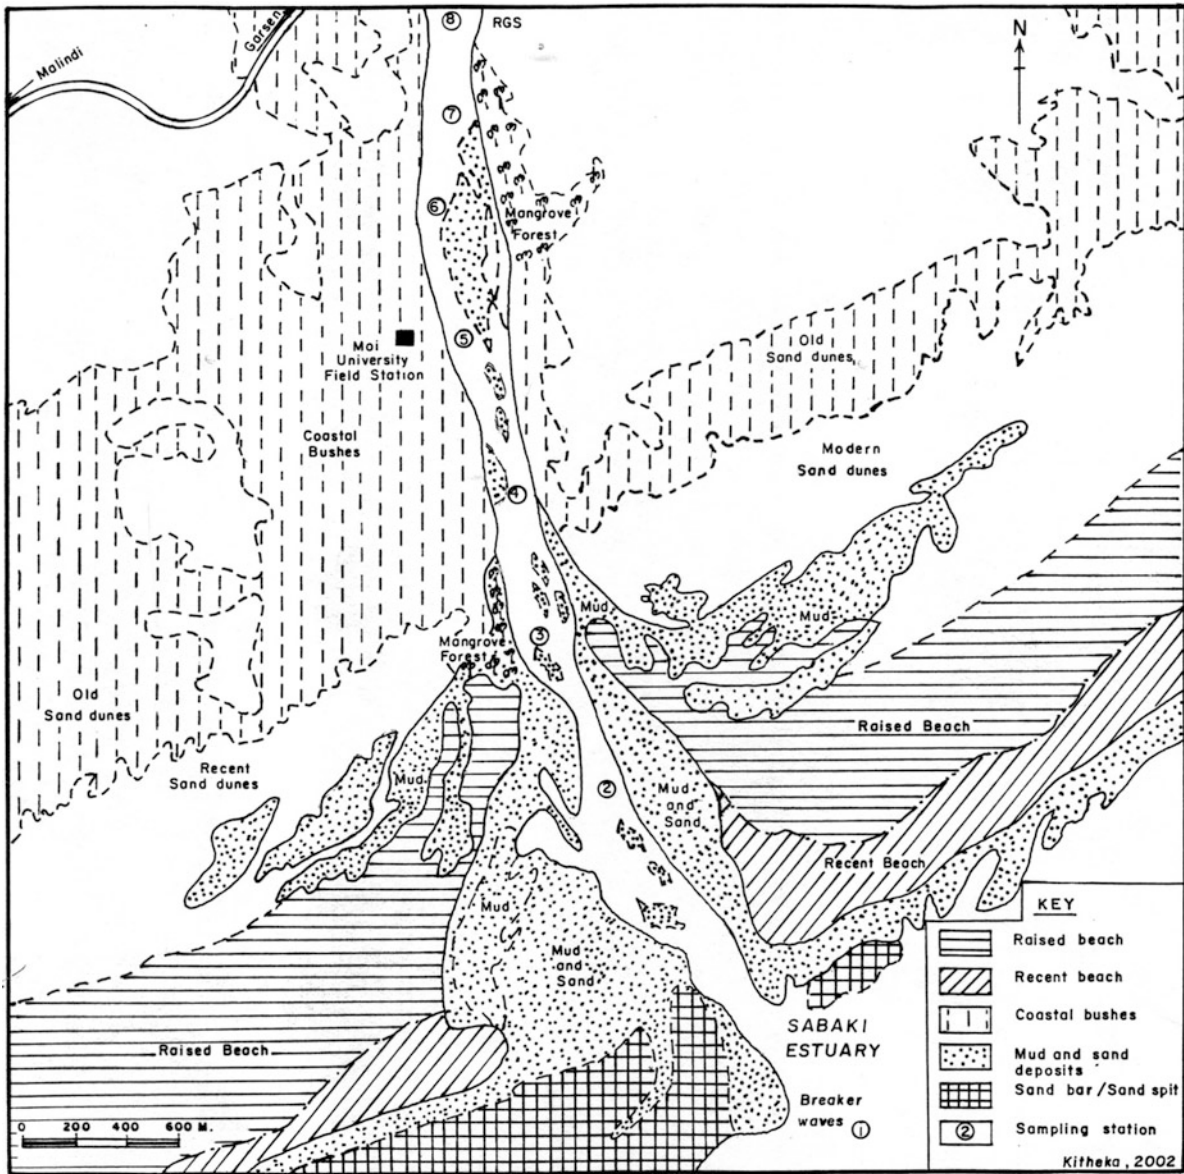 8
RGS
N
Garsen
Malindi
7
6
Mangrove
Forest
5
Moi
University
Field Station
Old
Sand dunes
Coastal
Bushes
Modern
Sand dunes
4
Mud
Mud
3
Mangrove
Forest
Old
Sand dunes
Raised Beach
Recent
Sand dunes
Mud
2
Mud
and
Sand
Recent Beach
Mud
Mud
and
Sand
SABAKI
ESTUARY
Raised Beach
Breaker
waves 1
0 200 400 600 M.
KEY
Raised beach
Recent beach
Coastal bushes
Mud and sand
deposits
Sand bar/Sand spit
2 Sampling station
Kitheka, 2002